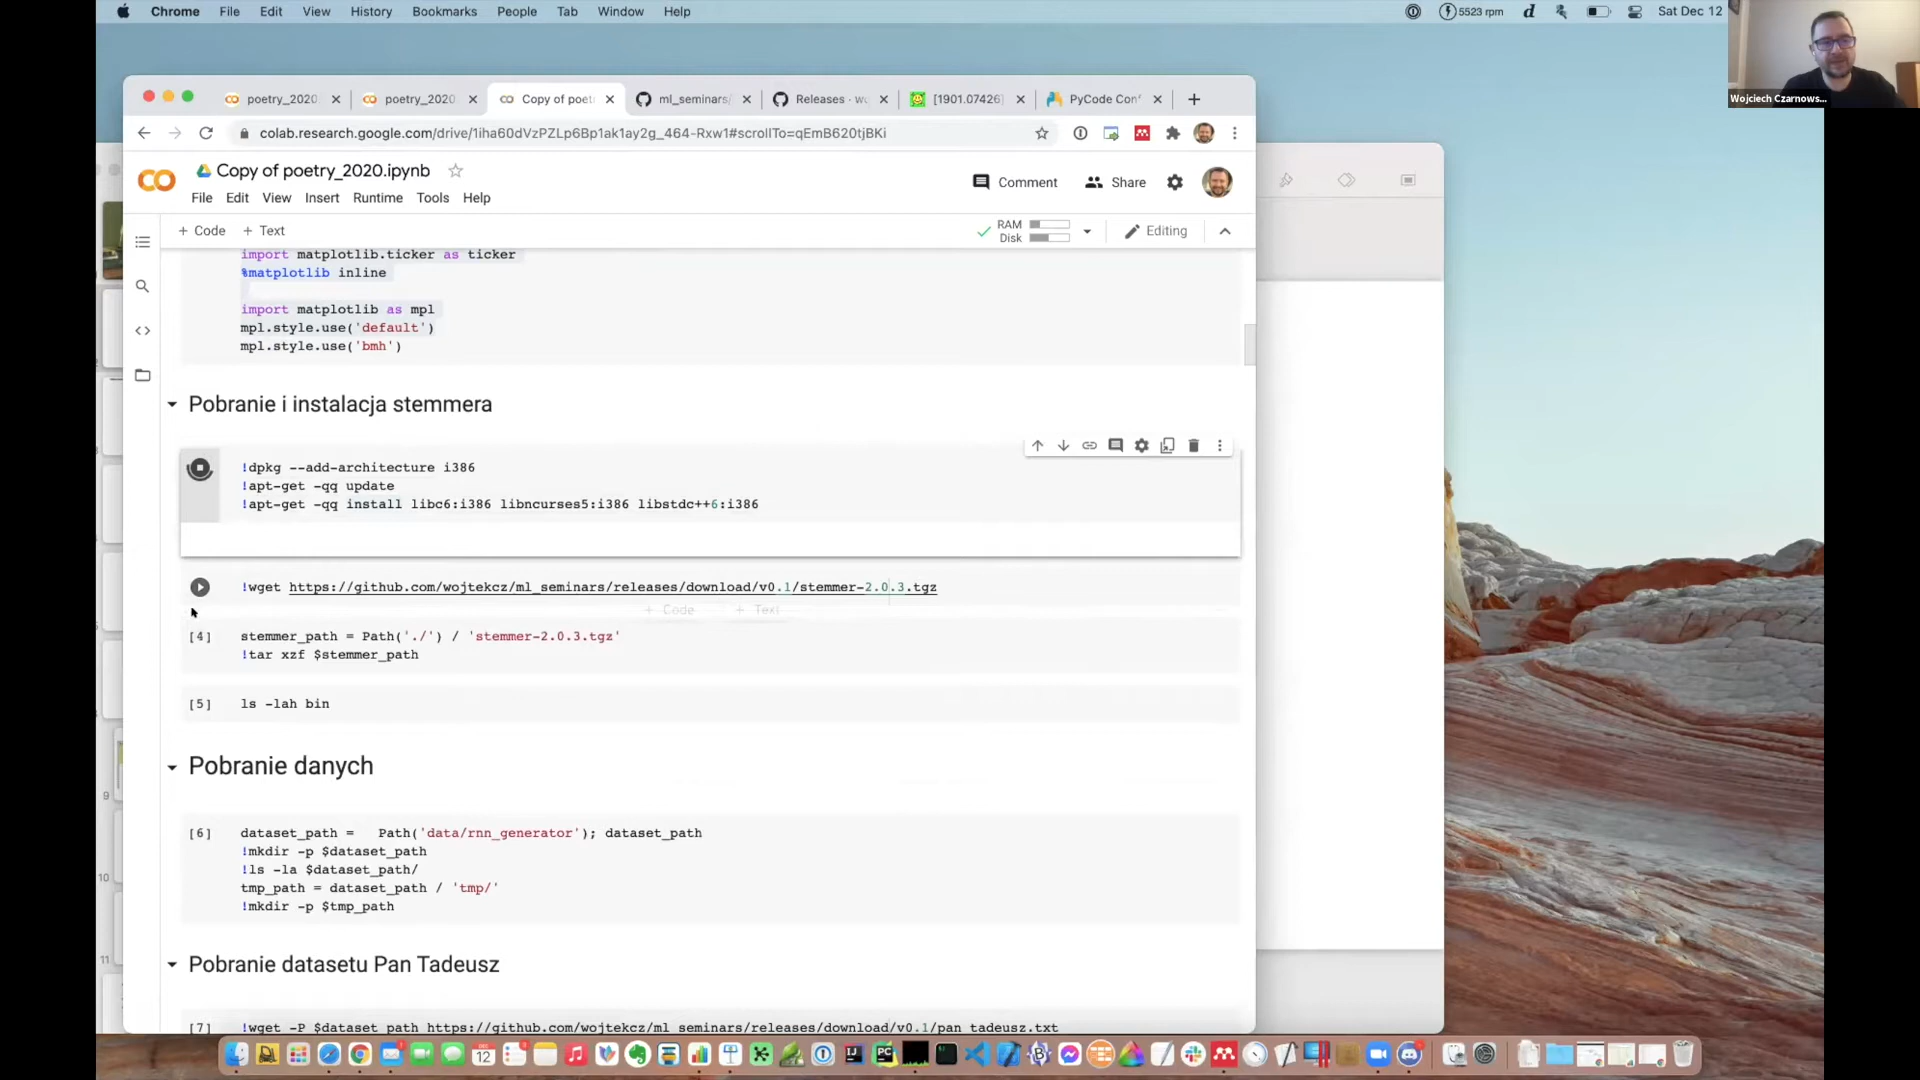 Chrome File Edit View History Bookmarks People Tab Window Help
5523 rpm
Sat Dec 12
Wojciech Czarnows...
poetry_2020
poetry_2020
Copy of poet
ml_seminars/
Releases · w
[1901.07426]
PyCode Con
colab.research.google.com/drive/1iha60dVzPZLp6Bp1ak1ay2g_464-Rxw1#scrollTo=qEmB620tjBKi
Copy of poetry_2020.ipynb
Comment
Share
File Edit View Insert Runtime Tools Help
+ Code + Text
RAM
Disk
Editing
import matplotlib.ticker as ticker
%matplotlib inline
import matplotlib as mpl
mpl.style.use('default')
mpl.style.use('bmh')
Pobranie i instalacja stemmera
!dpkg --add-architecture i386
!apt-get -qq update
!apt-get -qq install libc6:i386 libncurses5:i386 libstdc++6:i386
!wget https://github.com/wojtekcz/ml_seminars/releases/download/v0.1/stemmer-2.0.3.tgz
+ Code + Text
[4] stemmer_path = Path('./') / 'stemmer-2.0.3.tgz'
!tar xzf $stemmer_path
[5] ls -lah bin
Pobranie danych
[6] dataset_path = Path('data/rnn_generator'); dataset_path
!mkdir -p $dataset_path
!ls -la $dataset_path/
tmp_path = dataset_path / 'tmp/'
!mkdir -p $tmp_path
Pobranie datasetu Pan Tadeusz
[7] !wget -P $dataset_path https://github.com/wojtekcz/ml_seminars/releases/download/v0.1/pan_tadeusz.txt
9
10
11